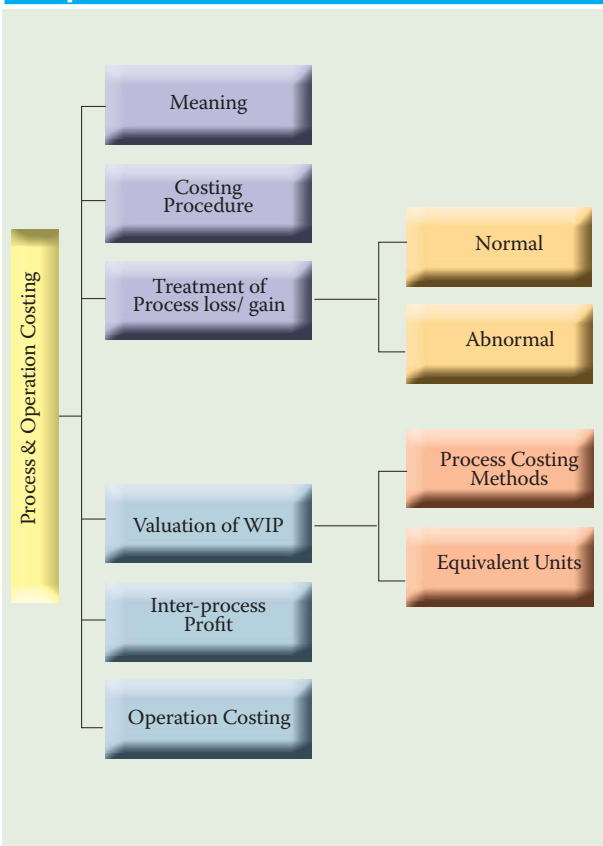 Process & Operation Costing
Meaning
Costing
Procedure
Treatment of
Process loss/ gain
Normal
Abnormal
Valuation of WIP
Process Costing
Methods
Equivalent Units
Inter-process
Profit
Operation Costing